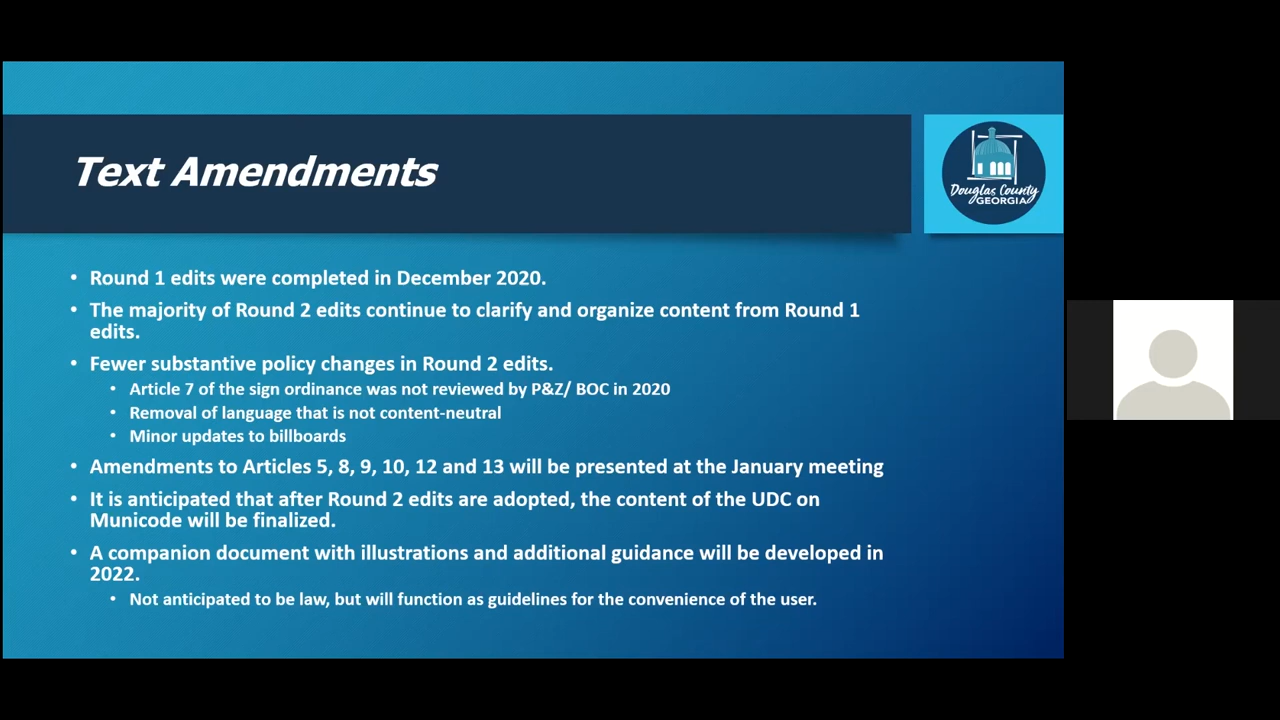 Text Amendments
Douglas County
GEORGIA
• Round 1 edits were completed in December 2020.
• The majority of Round 2 edits continue to clarify and organize content from Round 1
edits.
• Fewer substantive policy changes in Round 2 edits.
• Article 7 of the sign ordinance was not reviewed by P&Z/ BOC in 2020
• Removal of language that is not content-neutral
• Minor updates to billboards
• Amendments to Articles 5, 8, 9, 10, 12 and 13 will be presented at the January meeting
• It is anticipated that after Round 2 edits are adopted, the content of the UDC on
Municode will be finalized.
• A companion document with illustrations and additional guidance will be developed in
2022.
• Not anticipated to be law, but will function as guidelines for the convenience of the user.